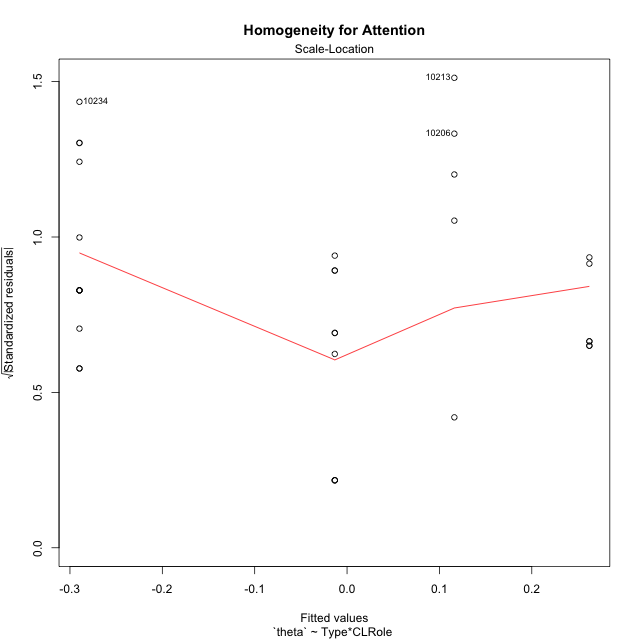 Homogeneity for Attention
Scale-Location
1.5
10213
10234
10206
1.0
0.5
0.0
√|Standardized residuals|
-0.3 -0.2 -0.1 0.0 0.1 0.2
Fitted values
`theta` ~ Type*CLRole